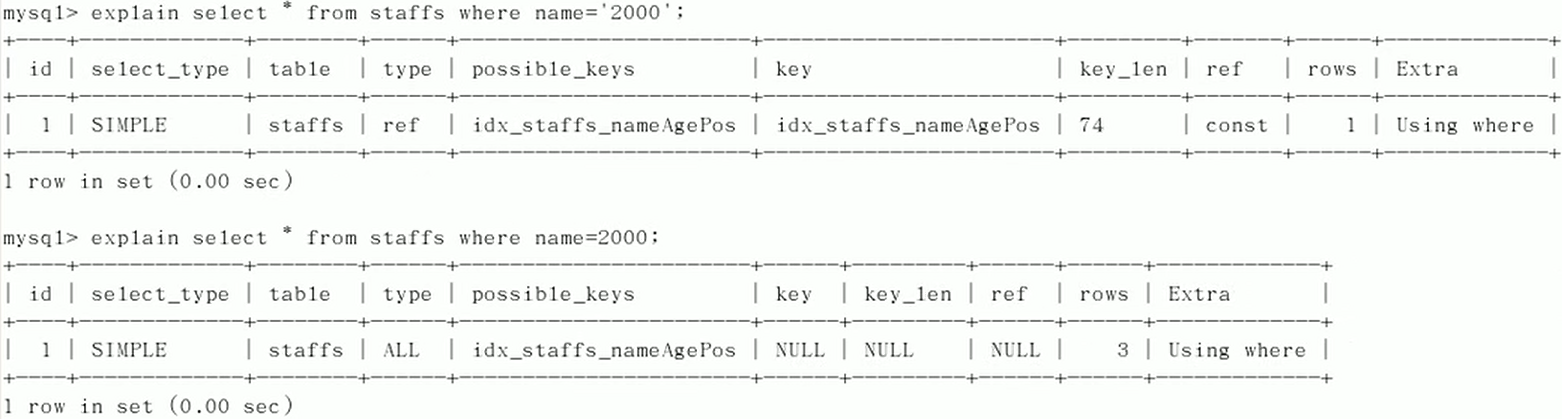 mysql> explain select * from staffs where name='2000';
+----+-------------+--------+------+-----------------------+-----------------------+---------+-------+------+-------------+
| id | select_type | table | type | possible_keys | key | key_len | ref | rows | Extra |
+----+-------------+--------+------+-----------------------+-----------------------+---------+-------+------+-------------+
| 1 | SIMPLE | staffs | ref | idx_staffs_nameAgePos | idx_staffs_nameAgePos | 74 | const | 1 | Using where |
+----+-------------+--------+------+-----------------------+-----------------------+---------+-------+------+-------------+
1 row in set (0.00 sec)
mysql> explain select * from staffs where name=2000;
+----+-------------+--------+------+-----------------------+------+---------+------+------+-------------+
| id | select_type | table | type | possible_keys | key | key_len | ref | rows | Extra |
+----+-------------+--------+------+-----------------------+------+---------+------+------+-------------+
| 1 | SIMPLE | staffs | ALL | idx_staffs_nameAgePos | NULL | NULL | NULL | 3 | Using where |
+----+-------------+--------+------+-----------------------+------+---------+------+------+-------------+
1 row in set (0.00 sec)